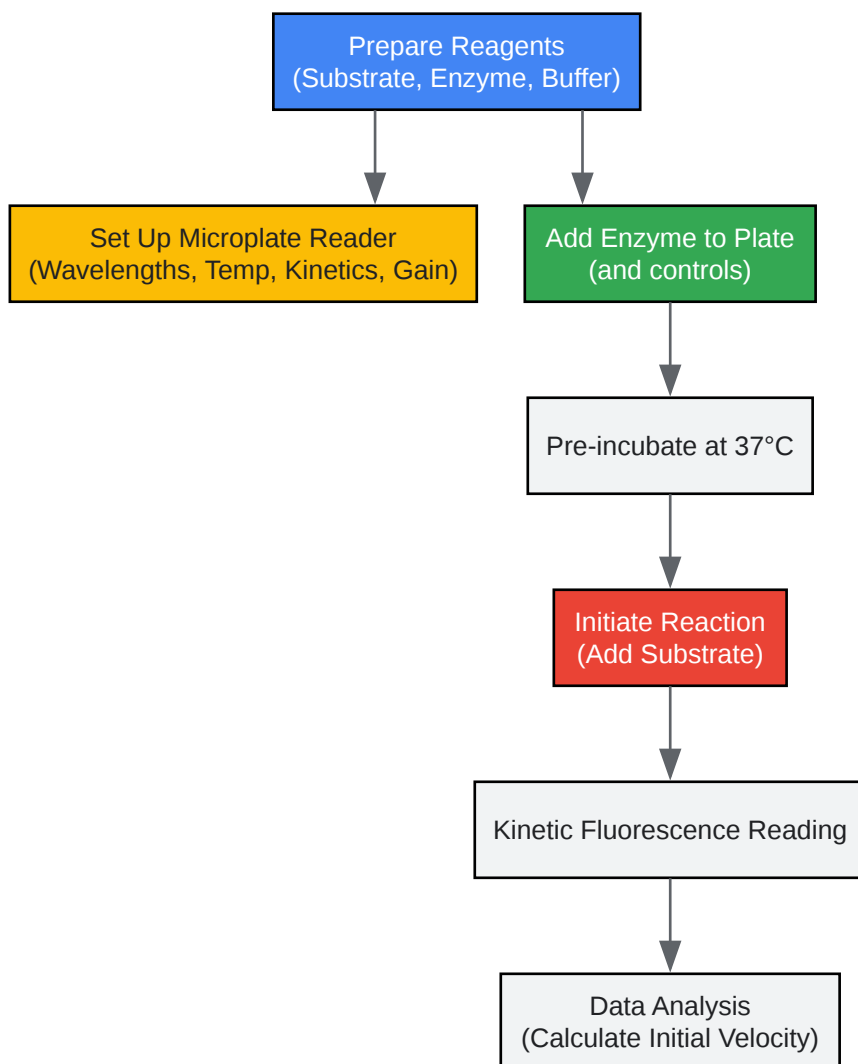 Prepare Reagents
(Substrate, Enzyme, Buffer)
Set Up Microplate Reader
(Wavelengths, Temp, Kinetics, Gain)
Add Enzyme to Plate
(and controls)
Pre-incubate at 37°C
Initiate Reaction
(Add Substrate)
Kinetic Fluorescence Reading
Data Analysis
(Calculate Initial Velocity)